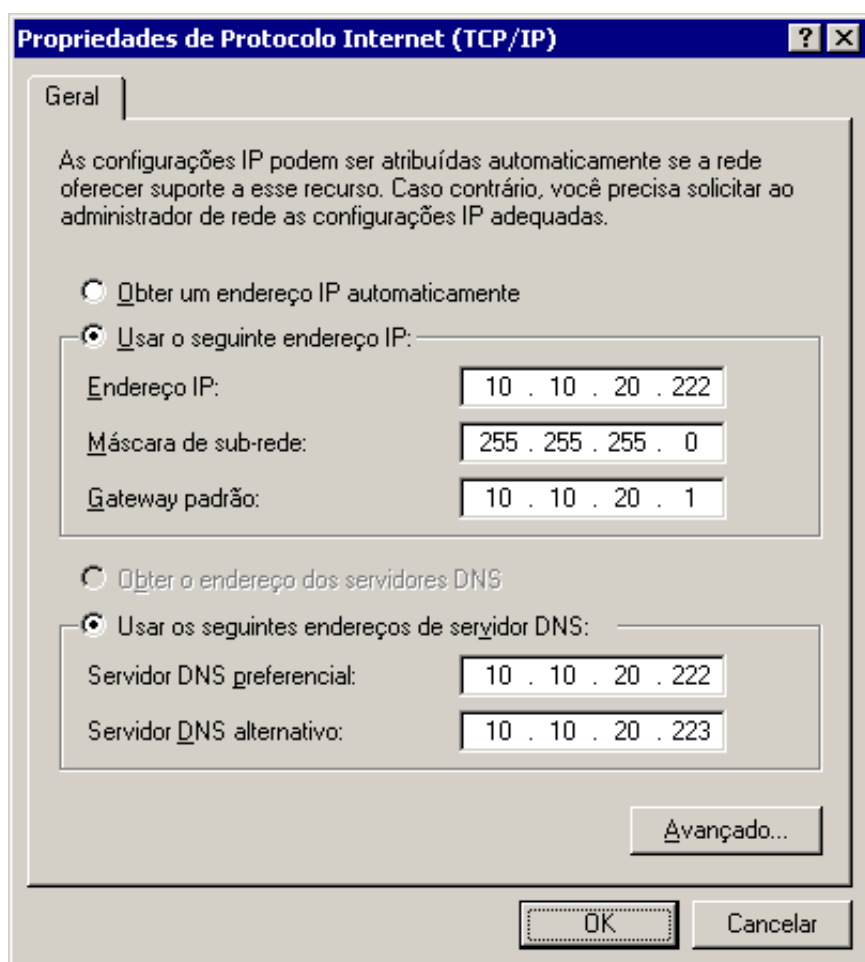 Propriedades de Protocolo Internet (TCP/IP)
Geral
As configurações IP podem ser atribuídas automaticamente se a rede
oferecer suporte a esse recurso. Caso contrário, você precisa solicitar ao
administrador de rede as configurações IP adequadas.
Obter um endereço IP automaticamente
Usar o seguinte endereço IP:
Endereço IP: 10 . 10 . 20 . 222
Máscara de sub-rede: 255 . 255 . 255 . 0
Gateway padrão: 10 . 10 . 20 . 1
Obter o endereço dos servidores DNS
Usar os seguintes endereços de servidor DNS:
Servidor DNS preferencial: 10 . 10 . 20 . 222
Servidor DNS alternativo: 10 . 10 . 20 . 223
Avançado...
OK Cancelar